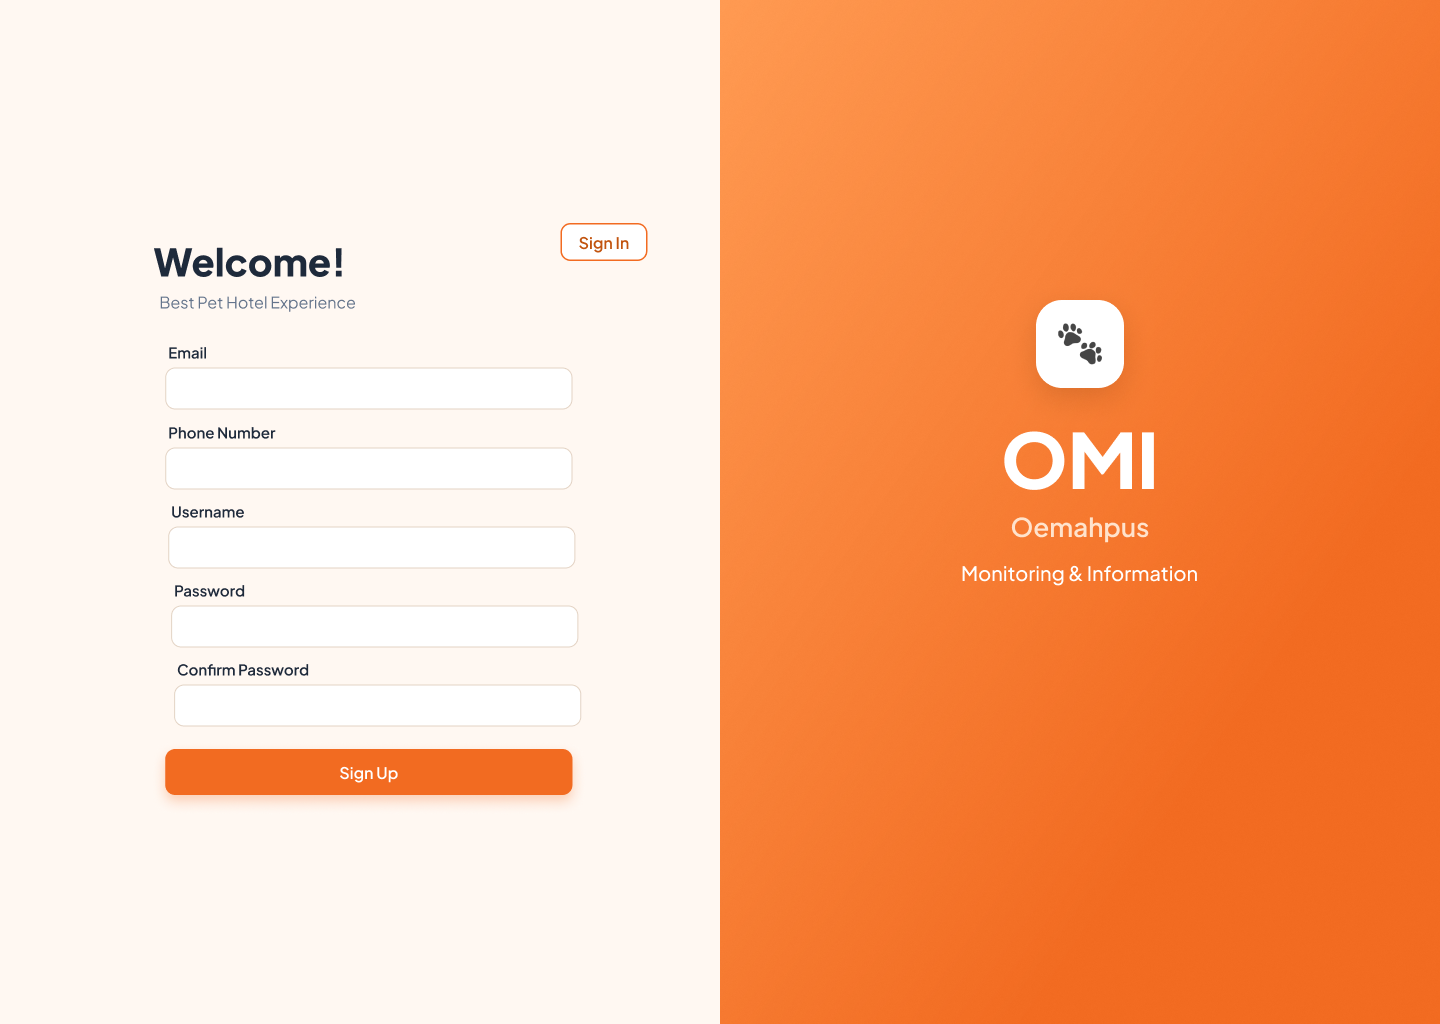 Sign In
Welcome!
Best Pet Hotel Experience
Email
Phone Number
Username
Password
Confirm Password
Sign Up
OMI
Oemahpus
Monitoring & Information